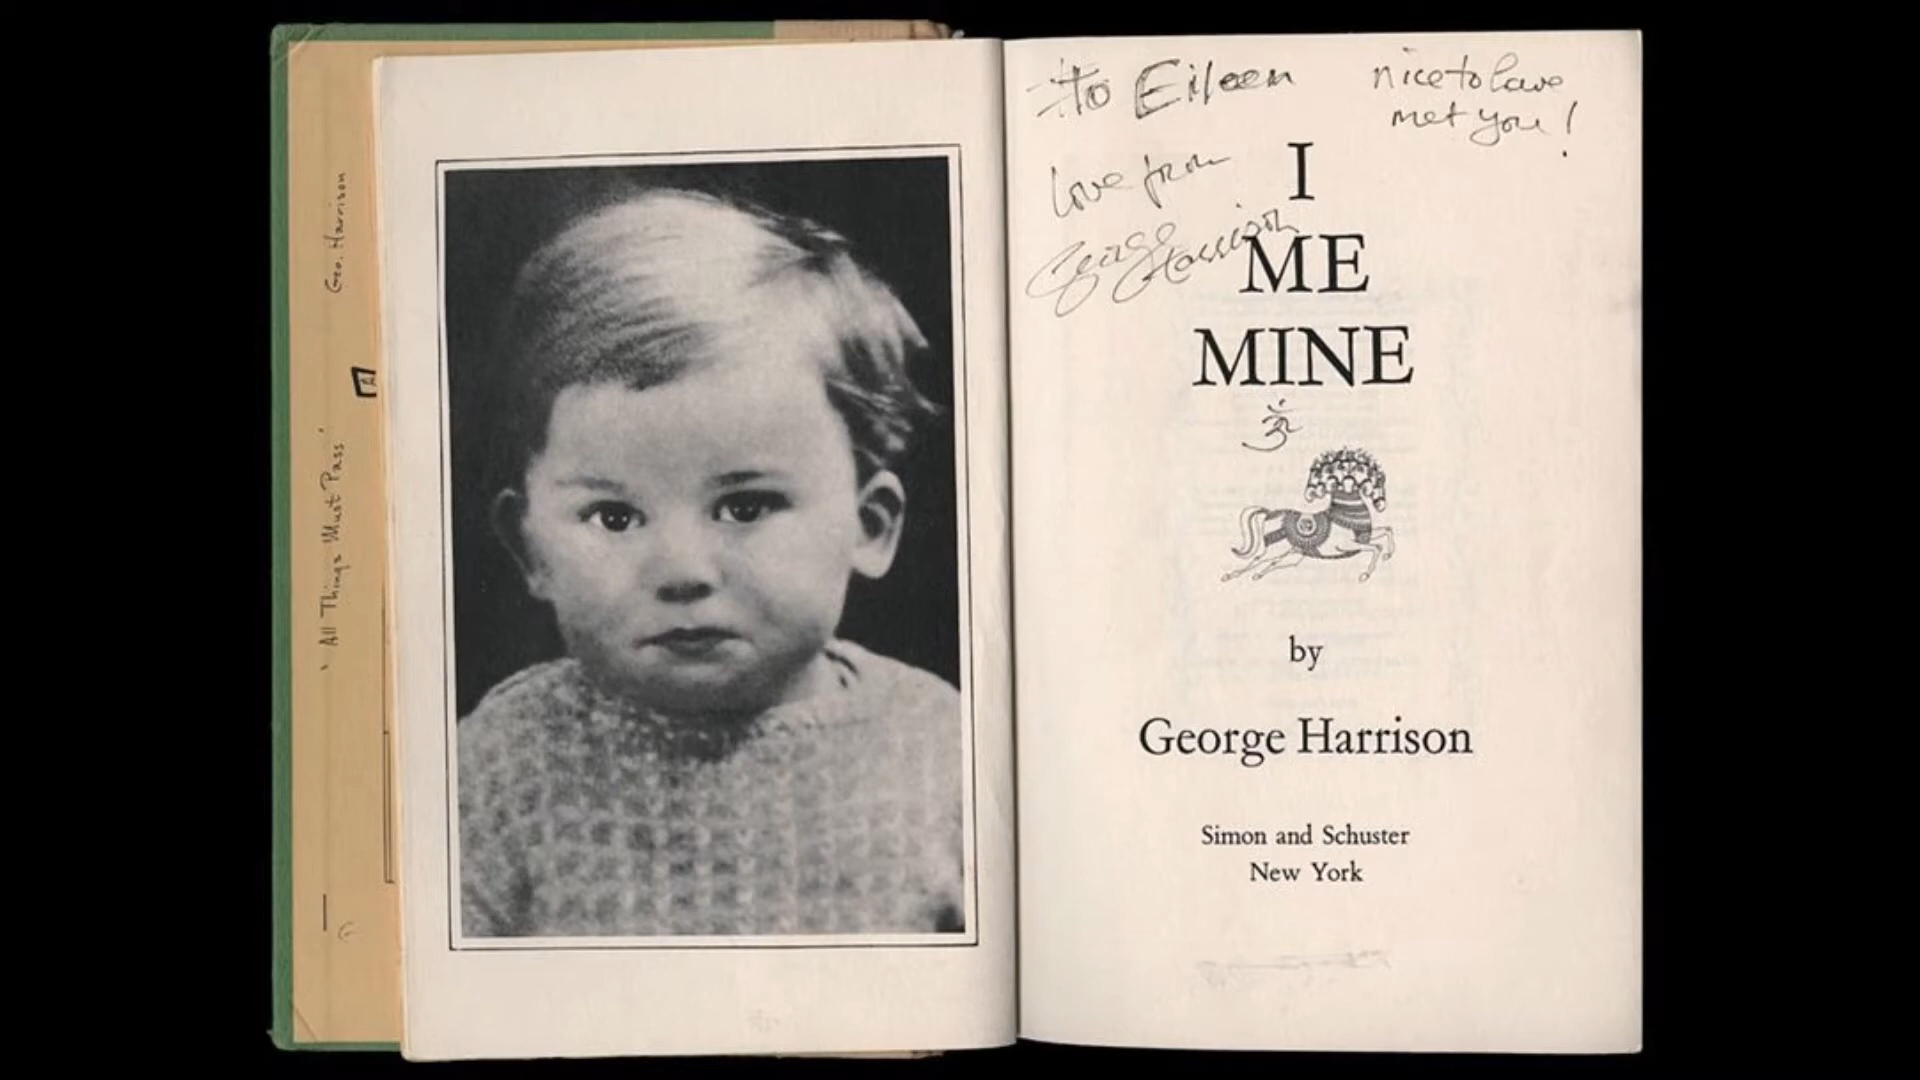 Geo. Harrison
'All Things Must Pass'
to Eileen
nice to have
met you!
love from
George Harrison
I
ME
MINE
ॐ
by
George Harrison
Simon and Schuster
New York